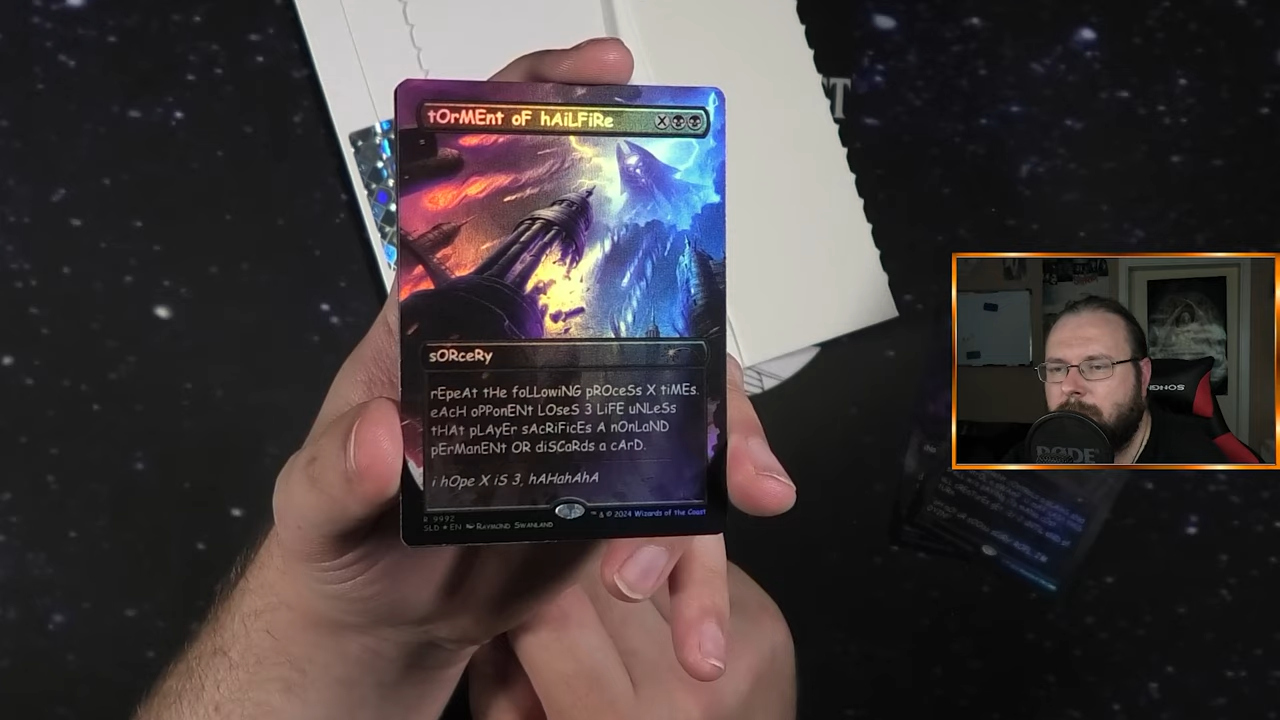 tOrMEnt oF hAiLFiRe
X
sORceRy
rEpeAt tHe foLLowiNG pROceSs X tiMEs.
eAcH oPPonENt LOseS 3 LiFE uNLeSs
tHAt pLAyEr sAcRiFiCEs A nOnLaND
pErManENt OR diSCaRds a cArD.
i hOpe X iS 3, hAHahAhA
R 9992
SLD ★ EN Raymond Swanland
™ & © 2024 Wizards of the Coast
RØDE